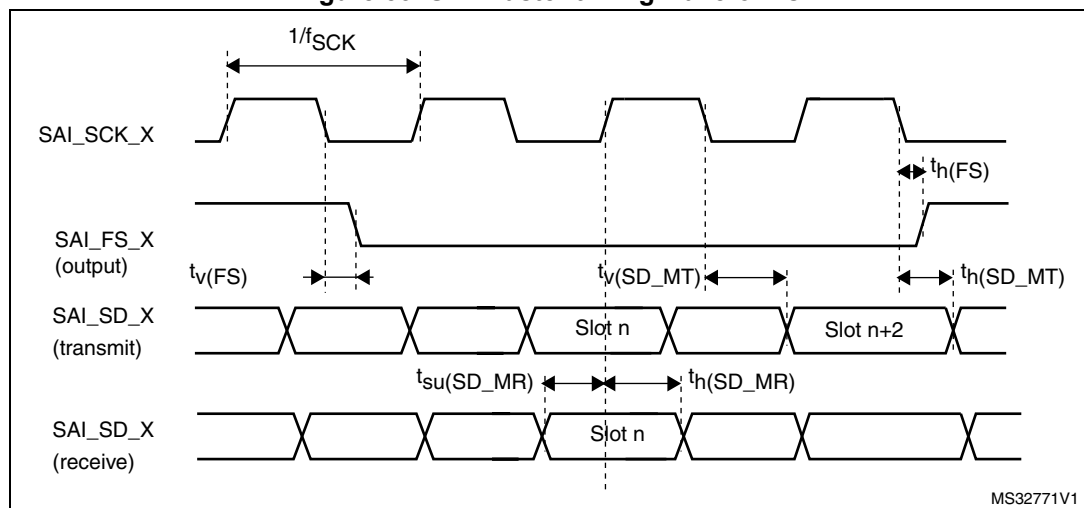 1/fSCK
SAI_SCK_X
th(FS)
SAI_FS_X
(output)
tv(FS)
tv(SD_MT)
th(SD_MT)
SAI_SD_X
(transmit)
Slot n
Slot n+2
tsu(SD_MR)
th(SD_MR)
SAI_SD_X
(receive)
Slot n
MS32771V1